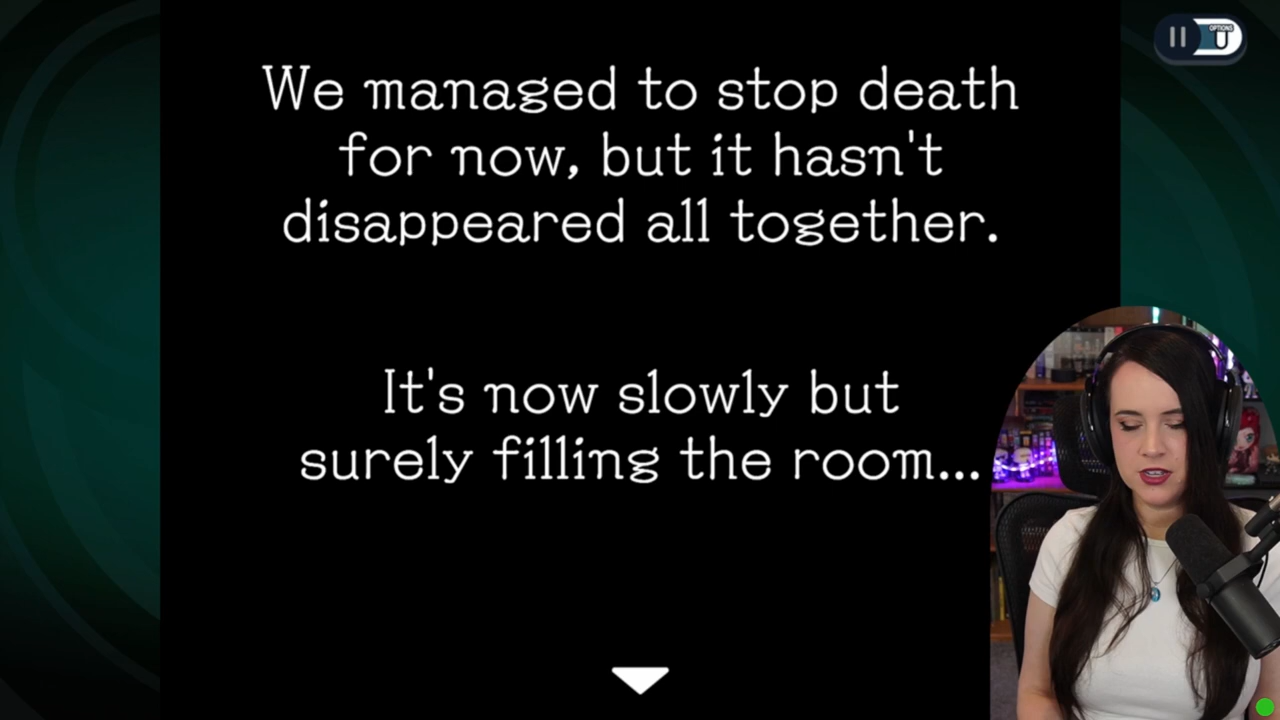 OPTIONS
We managed to stop death
for now, but it hasn't
disappeared all together.
It's now slowly but
surely filling the room...